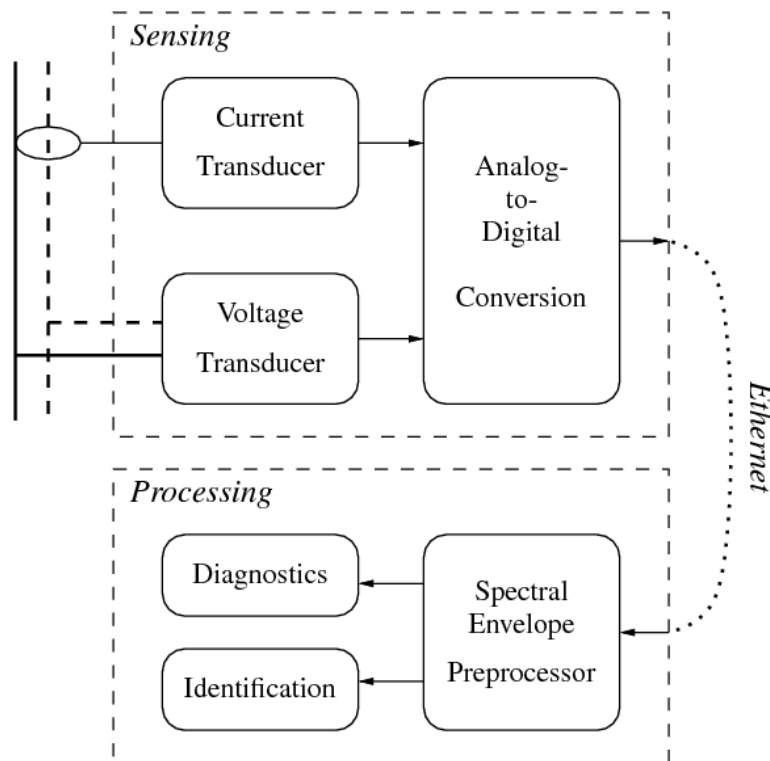 Sensing
Current
Transducer
Analog-
to-
Digital
Conversion
Voltage
Transducer
Ethernet
Processing
Diagnostics
Identification
Spectral
Envelope
Preprocessor